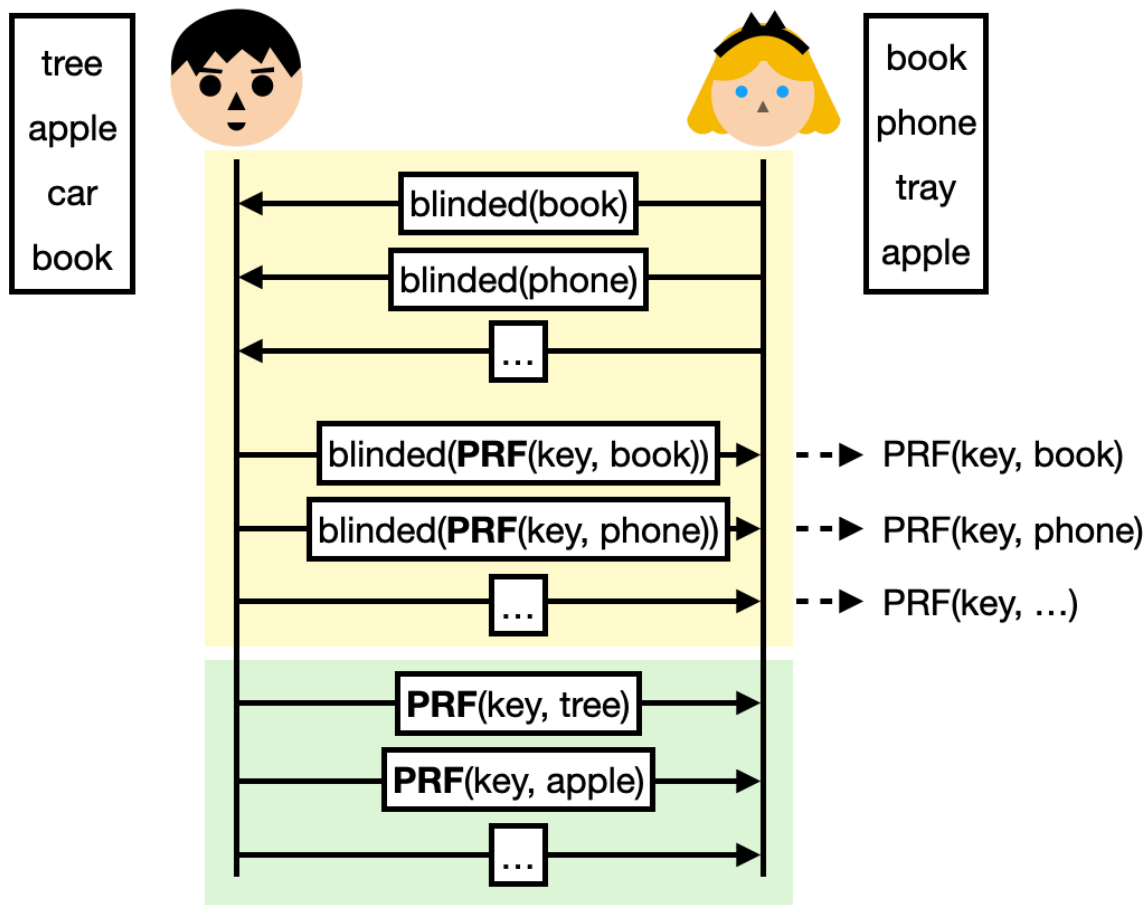 tree
apple
car
book
book
phone
tray
apple
blinded(book)
blinded(phone)
...
blinded(PRF(key, book))
PRF(key, book)
blinded(PRF(key, phone))
PRF(key, phone)
...
PRF(key, ...)
PRF(key, tree)
PRF(key, apple)
...